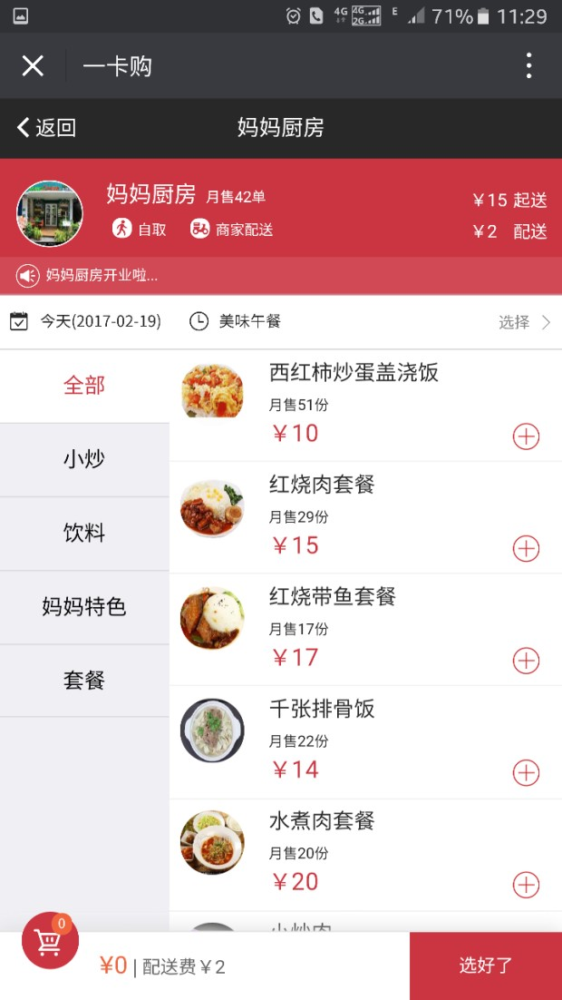 4G 4G 2G E 71% 11:29
一卡购
返回 妈妈厨房
妈妈厨房 月售42单 ￥15 起送
自取 商家配送 ￥2 配送
妈妈厨房开业啦...
今天(2017-02-19) 美味午餐 选择
全部
小炒
饮料
妈妈特色
套餐
西红柿炒蛋盖浇饭
月售51份
￥10
红烧肉套餐
月售29份
￥15
红烧带鱼套餐
月售17份
￥17
千张排骨饭
月售22份
￥14
水煮肉套餐
月售20份
￥20
小炒肉
0
¥0 | 配送费￥2 选好了